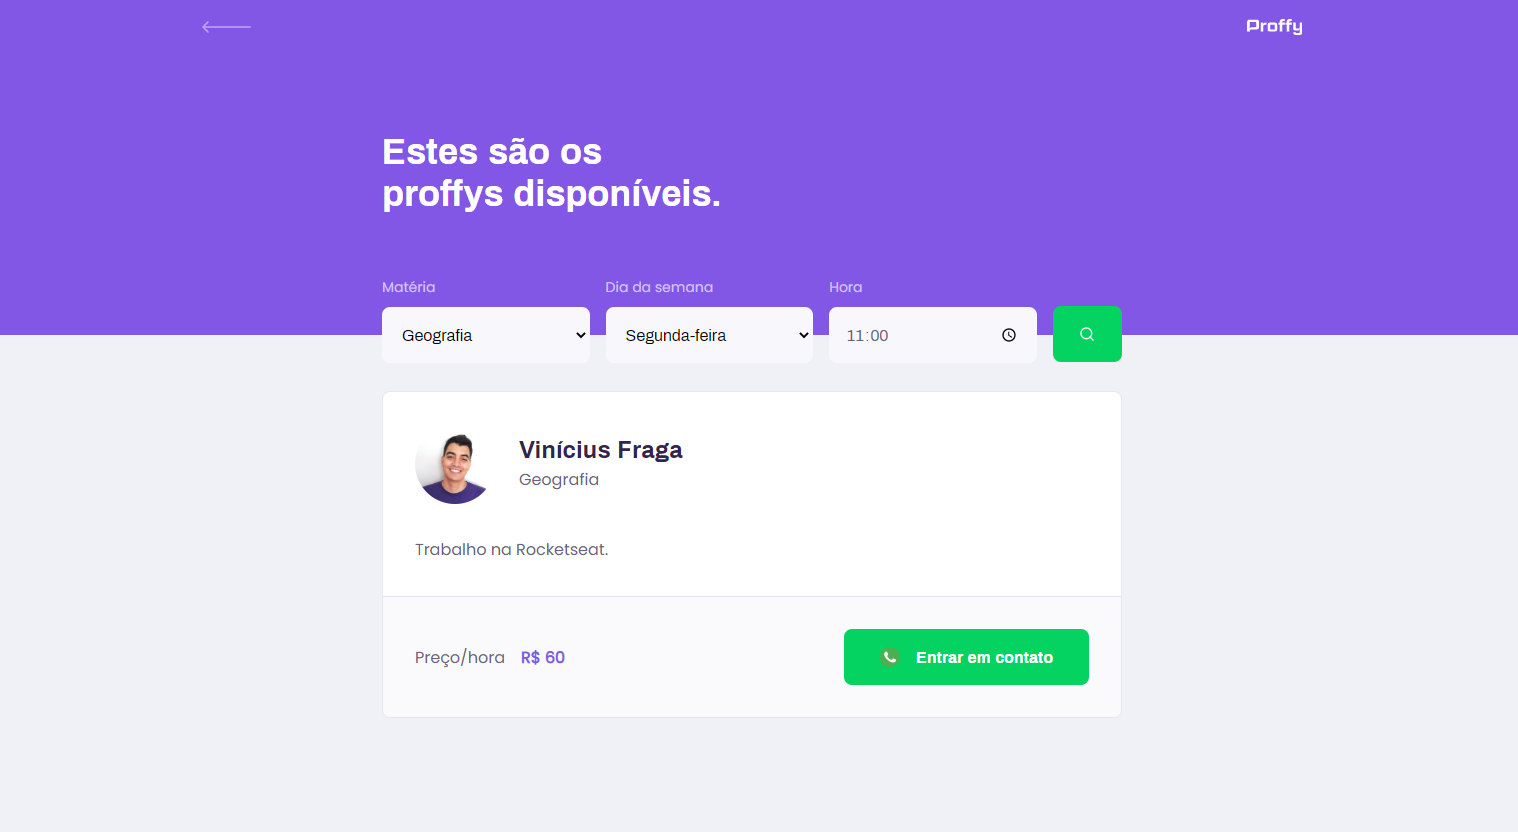 Proffy
Estes são os
proffys disponíveis.
Matéria
Dia da semana
Hora
Geografia
Segunda-feira
11:00
Vinícius Fraga
Geografia
Trabalho na Rocketseat.
Preço/hora R$ 60
Entrar em contato